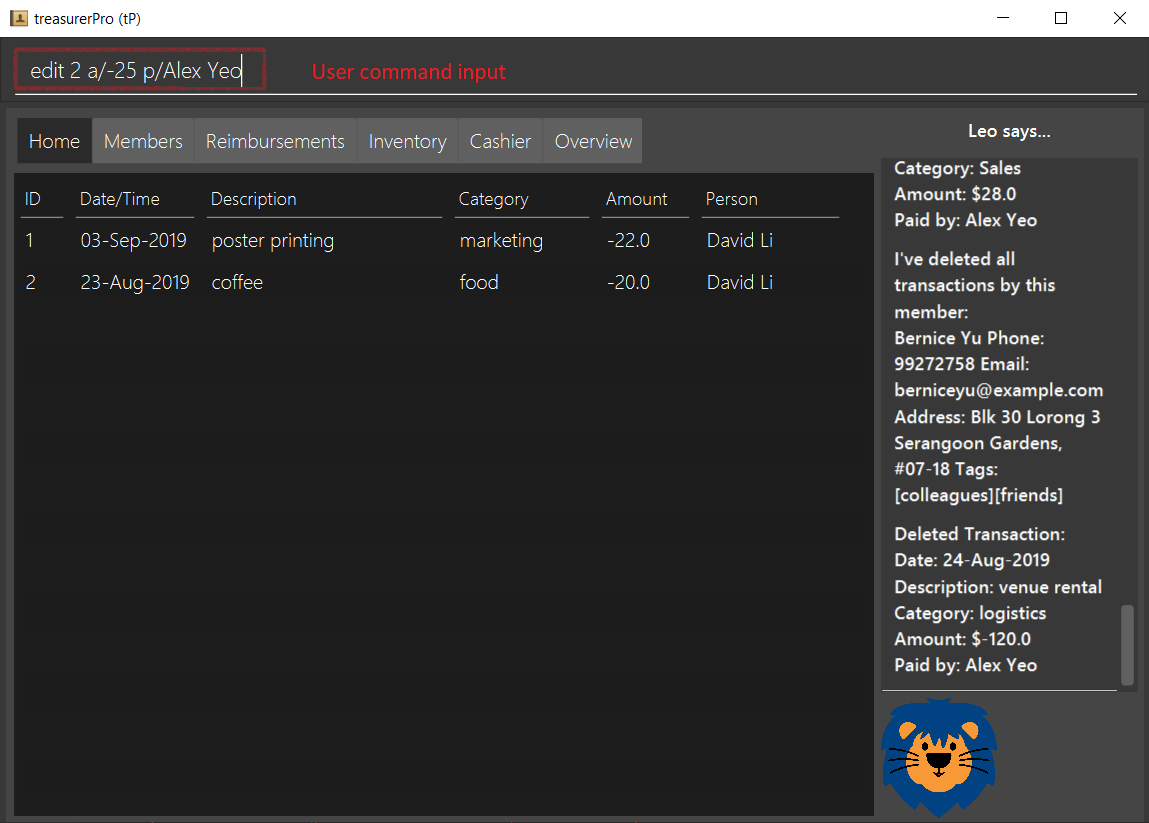 treasurerPro (tP)
edit 2 a/-25 p/Alex Yeo
User command input
Home Members Reimbursements Inventory Cashier Overview
ID Date/Time Description Category Amount Person
1 03-Sep-2019 poster printing marketing -22.0 David Li
2 23-Aug-2019 coffee food -20.0 David Li
Leo says...
Category: Sales
Amount: $28.0
Paid by: Alex Yeo
I've deleted all
transactions by this
member:
Bernice Yu Phone:
99272758 Email:
berniceyu@example.com
Address: Blk 30 Lorong 3
Serangoon Gardens,
#07-18 Tags:
[colleagues][friends]
Deleted Transaction:
Date: 24-Aug-2019
Description: venue rental
Category: logistics
Amount: $-120.0
Paid by: Alex Yeo